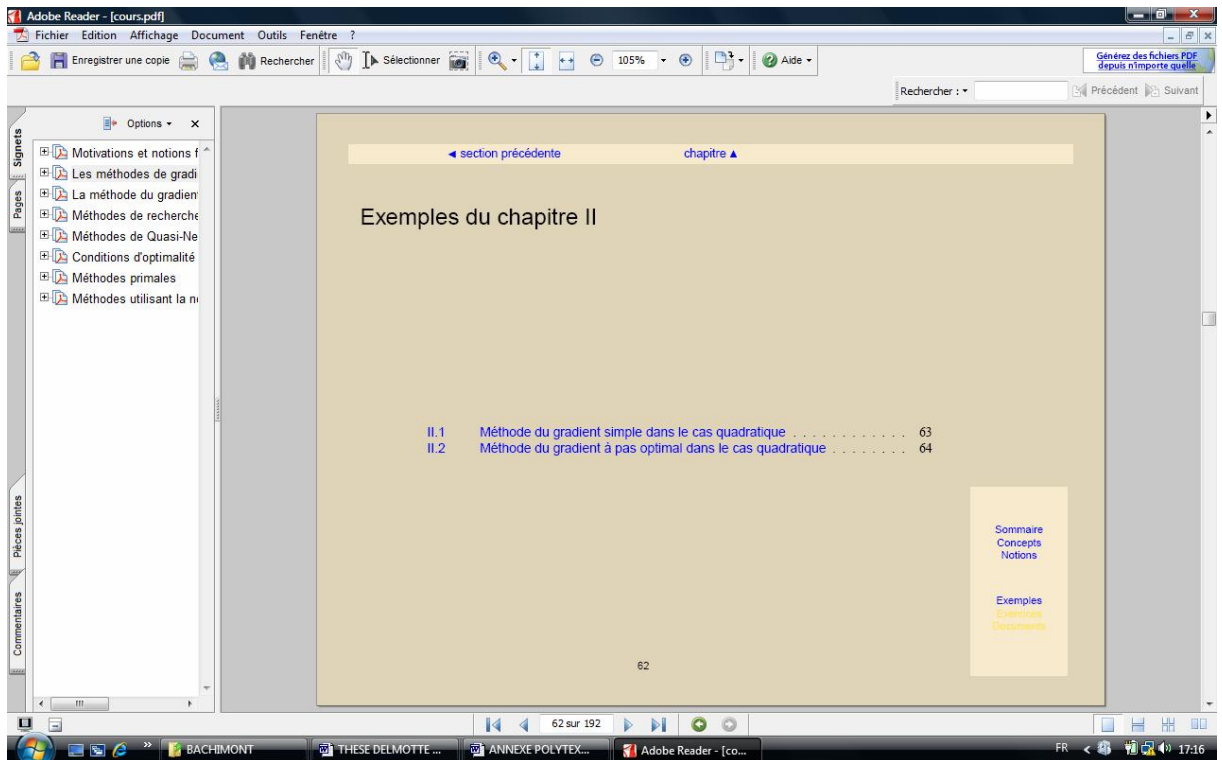 Adobe Reader - [cours.pdf]
Fichier Edition Affichage Document Outils Fenêtre ?
Enregistrer une copie Rechercher Sélectionner 105% Aide
Générez des fichiers PDF
depuis n'importe quelle
Rechercher : Précédent Suivant
Options x
Signets
Pages
Pièces jointes
Commentaires
Motivations et notions f
Les méthodes de gradi
La méthode du gradien
Méthodes de recherche
Méthodes de Quasi-Ne
Conditions d'optimalité
Méthodes primales
Méthodes utilisant la n
◄ section précédente chapitre ▲
Exemples du chapitre II
II.1 Méthode du gradient simple dans le cas quadratique . . . . . . . . . . . . 63
II.2 Méthode du gradient à pas optimal dans le cas quadratique . . . . . . . . 64
Sommaire
Concepts
Notions
Exemples
Exercices
Documents
62
62 sur 192
BACHIMONT THESE DELMOTTE ... ANNEXE POLYTEX... Adobe Reader - [co... FR 17:16